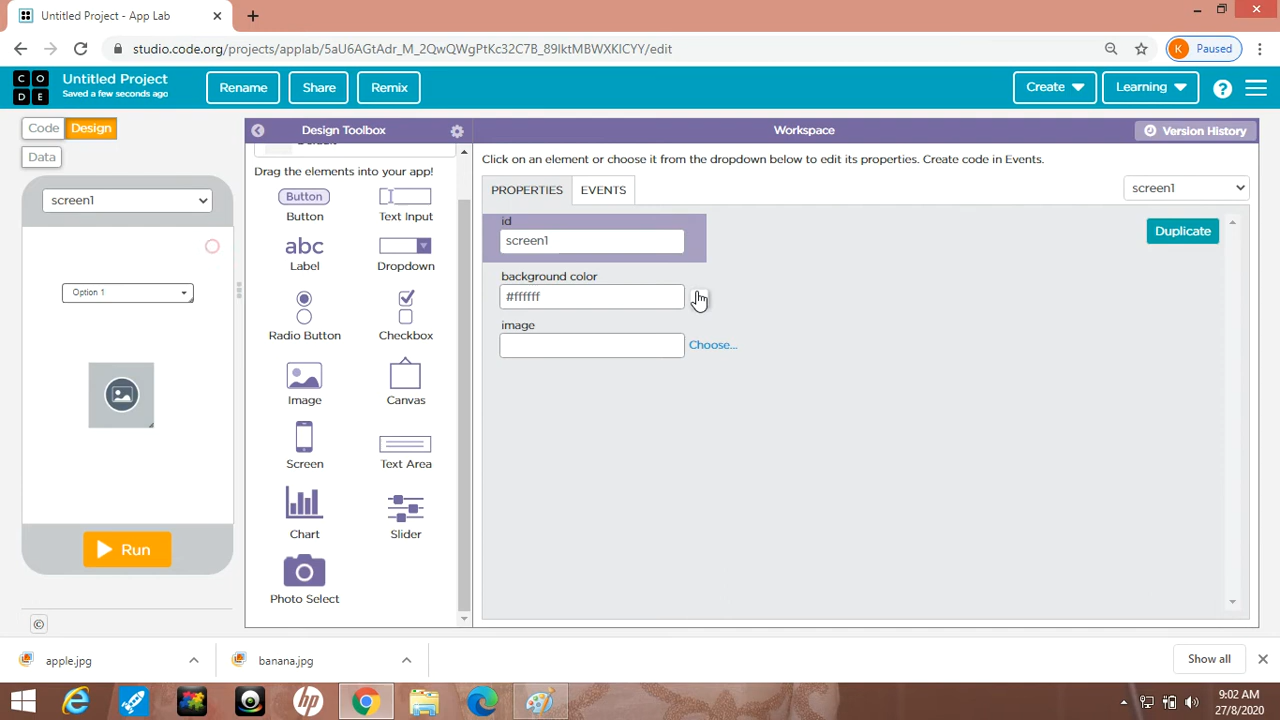 Untitled Project - App Lab
studio.code.org/projects/applab/5aU6AGtAdr_M_2QwQWgPtKc32C7B_89lktMBWXKlCYY/edit
K Paused
C O D E
Untitled Project
Saved a few seconds ago
Rename
Share
Remix
Create
Learning
?
Code
Design
Data
Design Toolbox
Workspace
Version History
screen1
Option 1
Run
©
Drag the elements into your app!
Button
Button
Text Input
abc
Label
Dropdown
Radio Button
Checkbox
Image
Canvas
Screen
Text Area
Chart
Slider
Photo Select
Click on an element or choose it from the dropdown below to edit its properties. Create code in Events.
PROPERTIES
EVENTS
screen1
Duplicate
id
screen1
background color
#ffffff
image
Choose...
apple.jpg
banana.jpg
Show all
hp
9:02 AM
27/8/2020